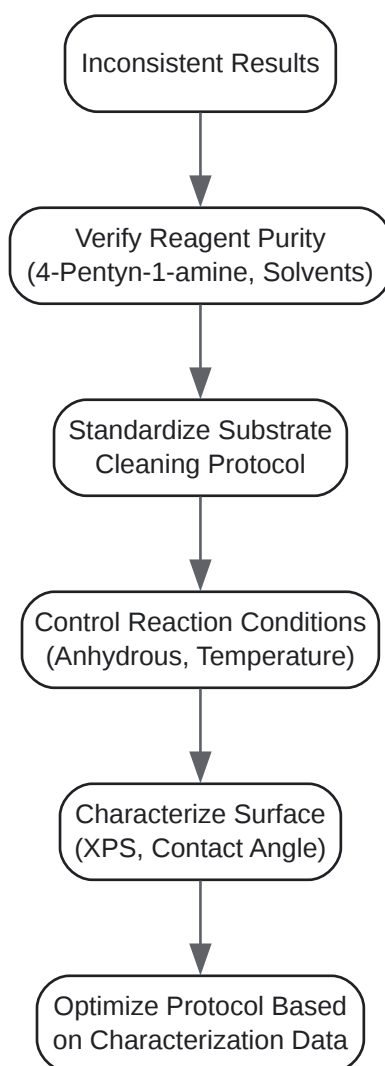 Inconsistent Results
Verify Reagent Purity
(4-Pentyn-1-amine, Solvents)
Standardize Substrate
Cleaning Protocol
Control Reaction Conditions
(Anhydrous, Temperature)
Characterize Surface
(XPS, Contact Angle)
Optimize Protocol Based
on Characterization Data